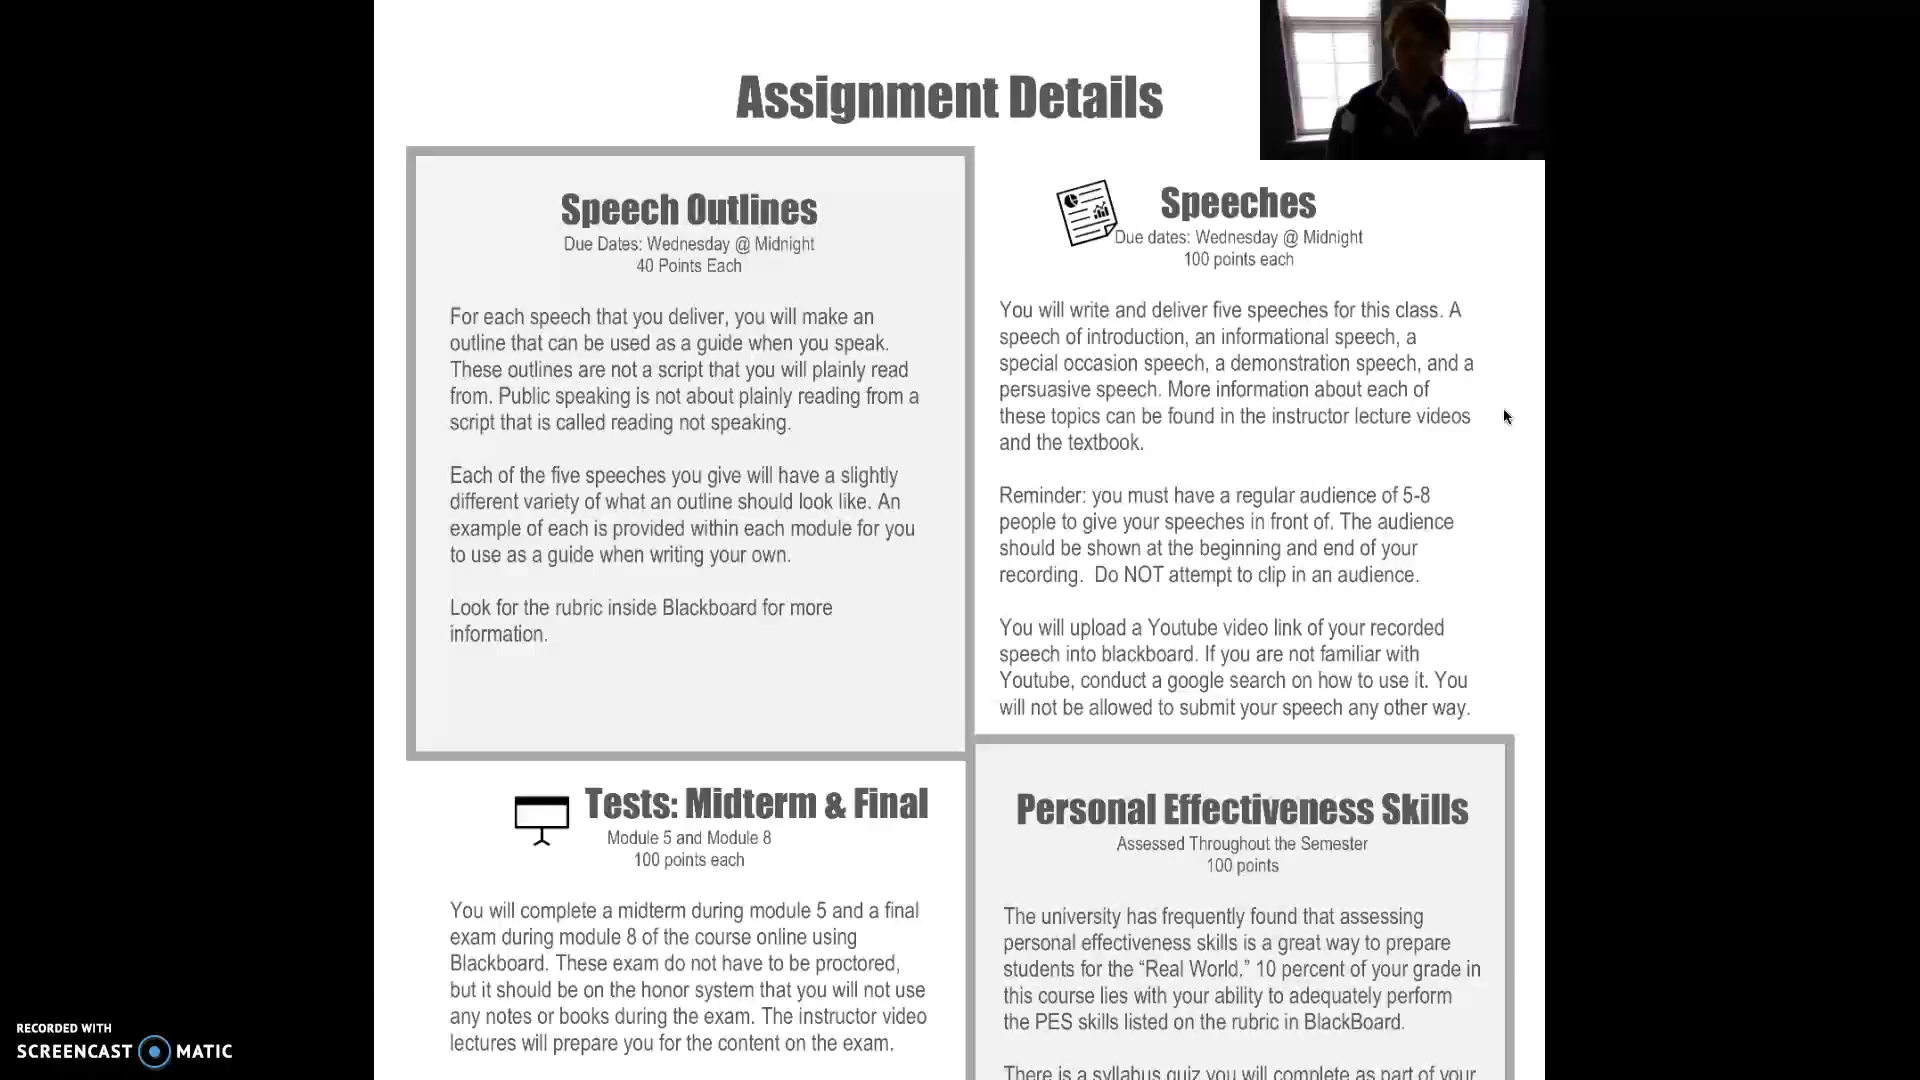 Assignment Details
Speech Outlines
Due Dates: Wednesday @ Midnight
40 Points Each
For each speech that you deliver, you will make an
outline that can be used as a guide when you speak.
These outlines are not a script that you will plainly read
from. Public speaking is not about plainly reading from a
script that is called reading not speaking.
Each of the five speeches you give will have a slightly
different variety of what an outline should look like. An
example of each is provided within each module for you
to use as a guide when writing your own.
Look for the rubric inside Blackboard for more
information.
Speeches
Due dates: Wednesday @ Midnight
100 points each
You will write and deliver five speeches for this class. A
speech of introduction, an informational speech, a
special occasion speech, a demonstration speech, and a
persuasive speech. More information about each of
these topics can be found in the instructor lecture videos
and the textbook.
Reminder: you must have a regular audience of 5-8
people to give your speeches in front of. The audience
should be shown at the beginning and end of your
recording.  Do NOT attempt to clip in an audience.
You will upload a Youtube video link of your recorded
speech into blackboard. If you are not familiar with
Youtube, conduct a google search on how to use it. You
will not be allowed to submit your speech any other way.
Tests: Midterm & Final
Module 5 and Module 8
100 points each
You will complete a midterm during module 5 and a final
exam during module 8 of the course online using
Blackboard. These exam do not have to be proctored,
but it should be on the honor system that you will not use
any notes or books during the exam. The instructor video
lectures will prepare you for the content on the exam.
Personal Effectiveness Skills
Assessed Throughout the Semester
100 points
The university has frequently found that assessing
personal effectiveness skills is a great way to prepare
students for the “Real World.” 10 percent of your grade in
this course lies with your ability to adequately perform
the PES skills listed on the rubric in BlackBoard.
There is a syllabus quiz you will complete as part of your
RECORDED WITH
SCREENCAST MATIC